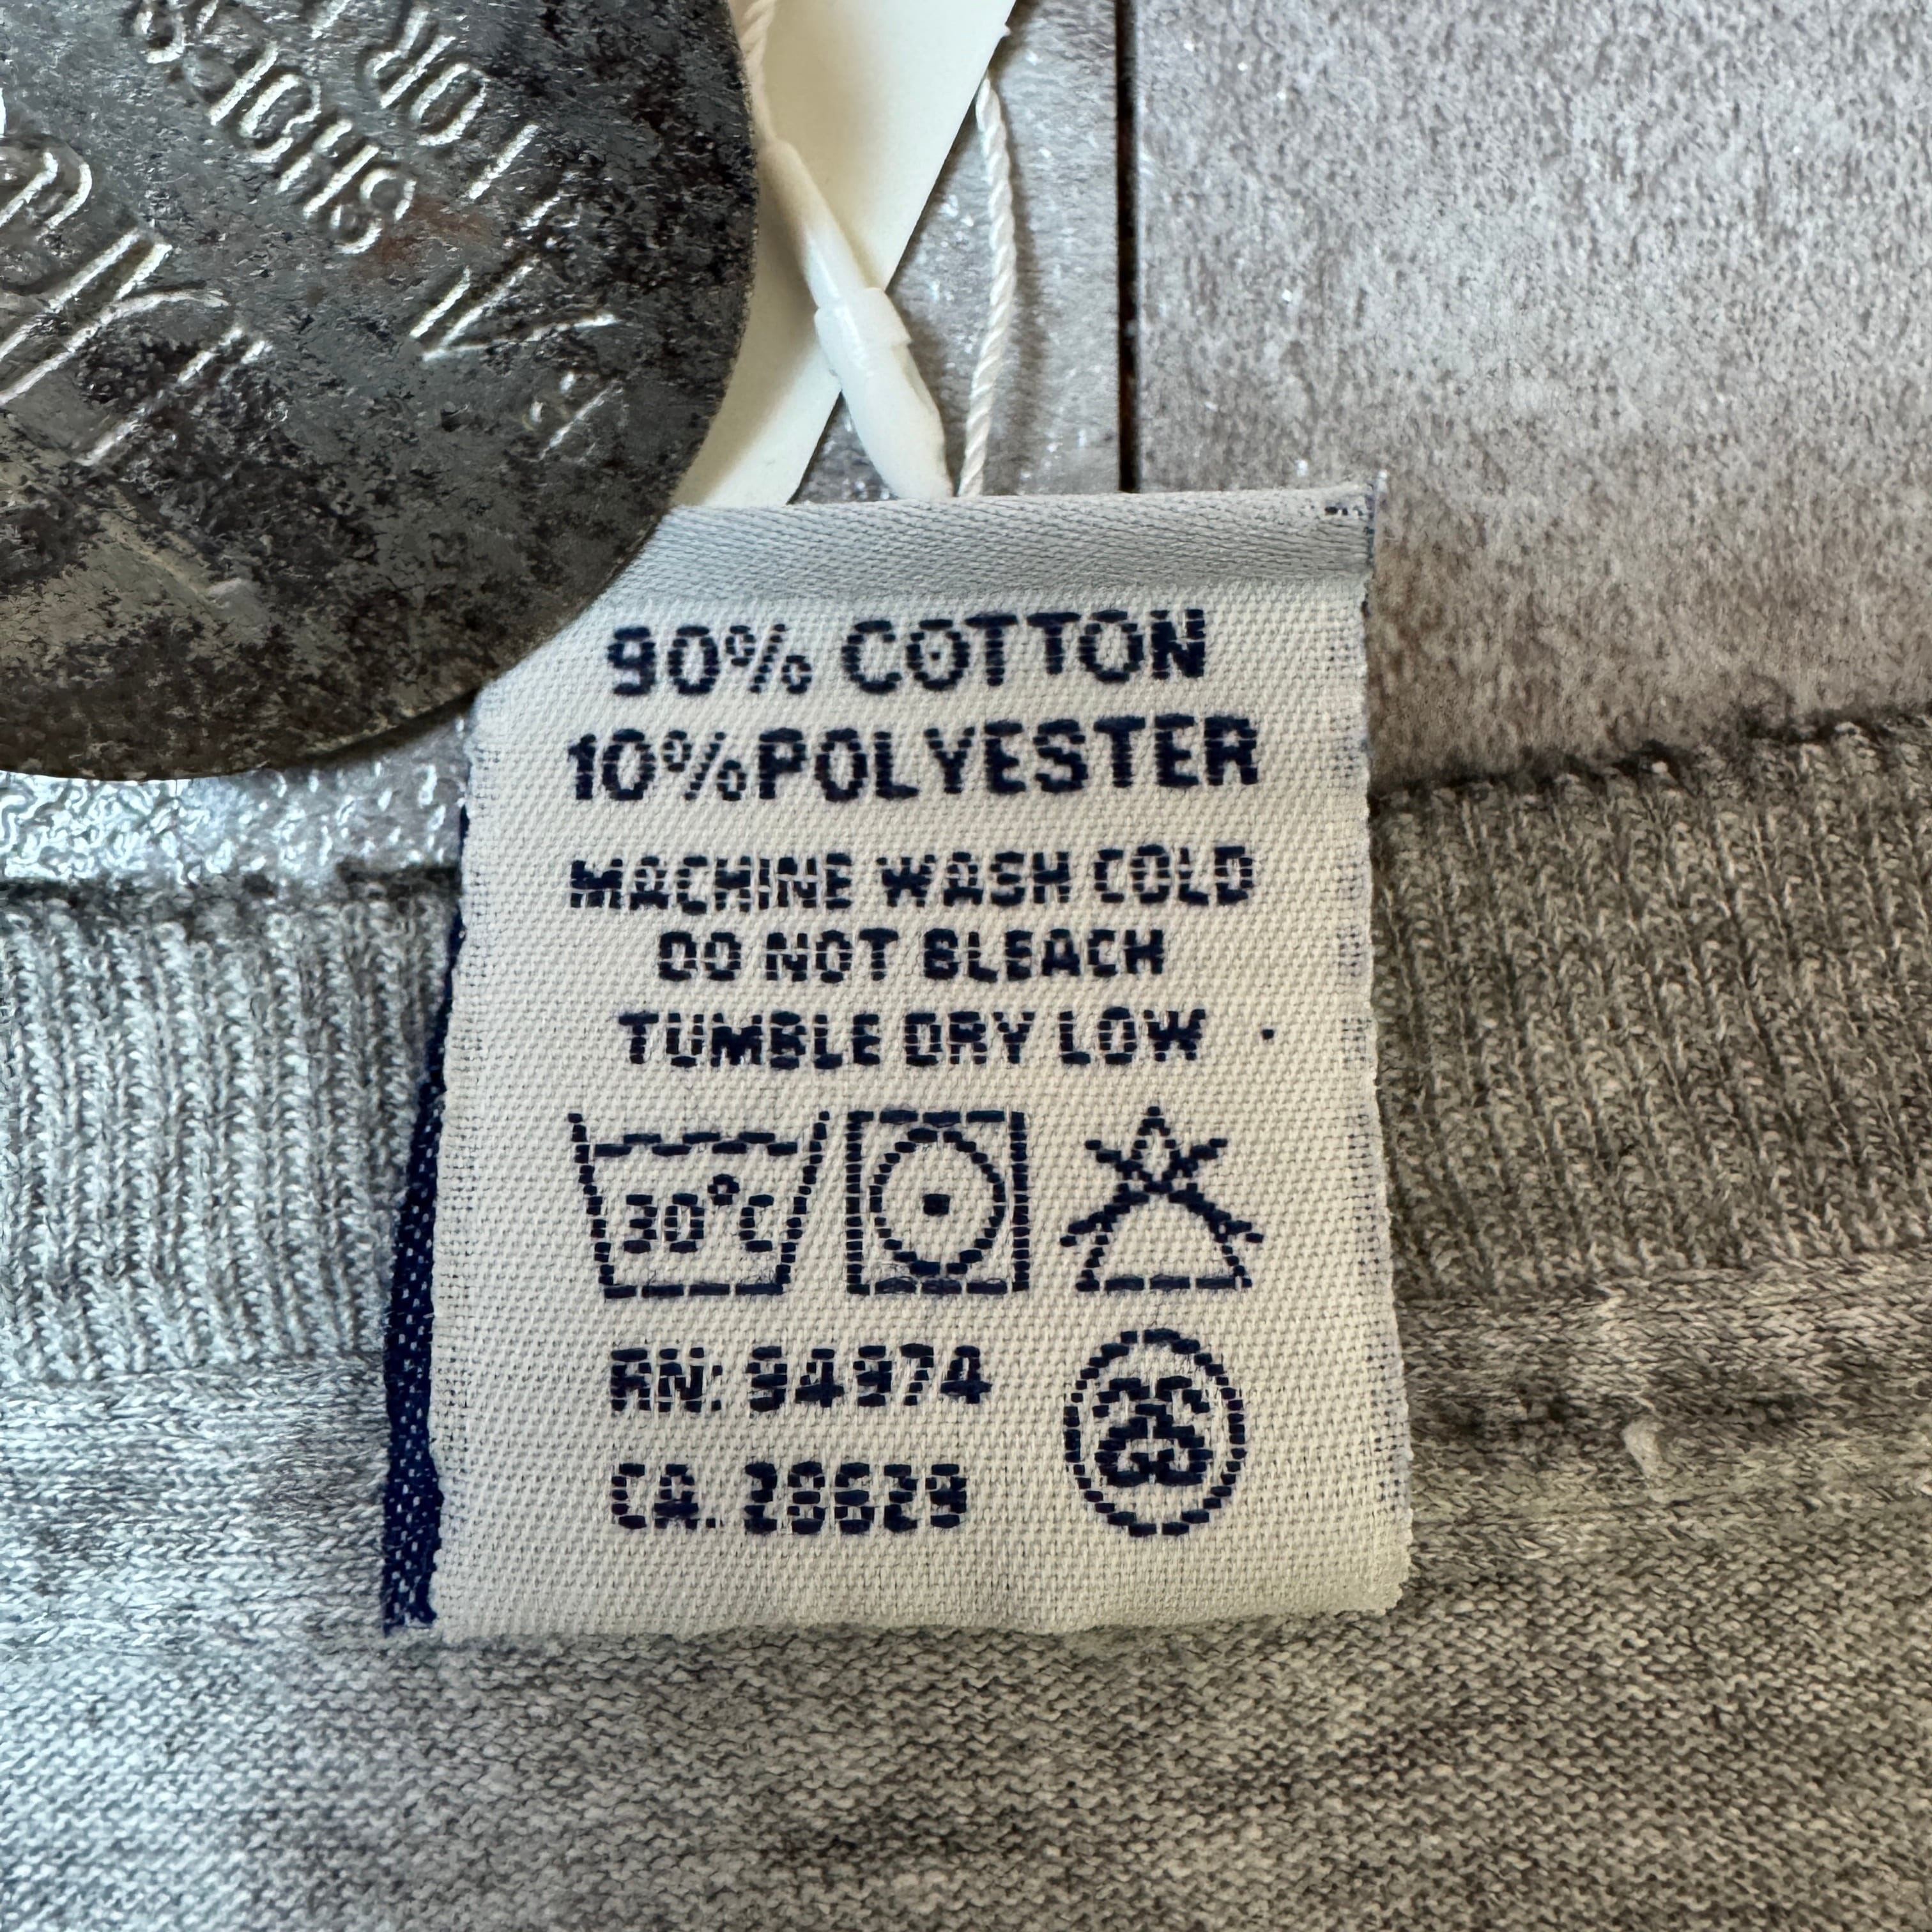 90% COTTON
10% POLYESTER
MACHINE WASH COLD
DO NOT BLEACH
TUMBLE DRY LOW
30°C
RN: 94974
CA. 28629